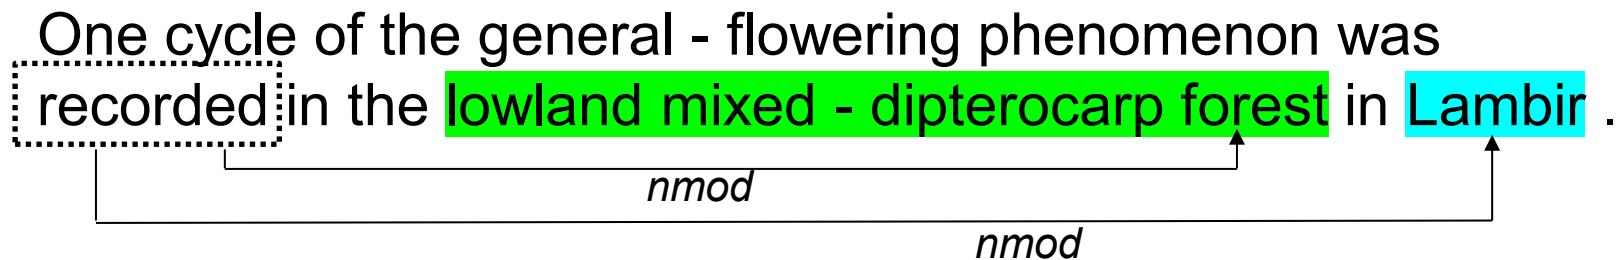 One cycle of the general - flowering phenomenon was
recorded in the lowland mixed - dipterocarp forest in Lambir .
nmod
nmod